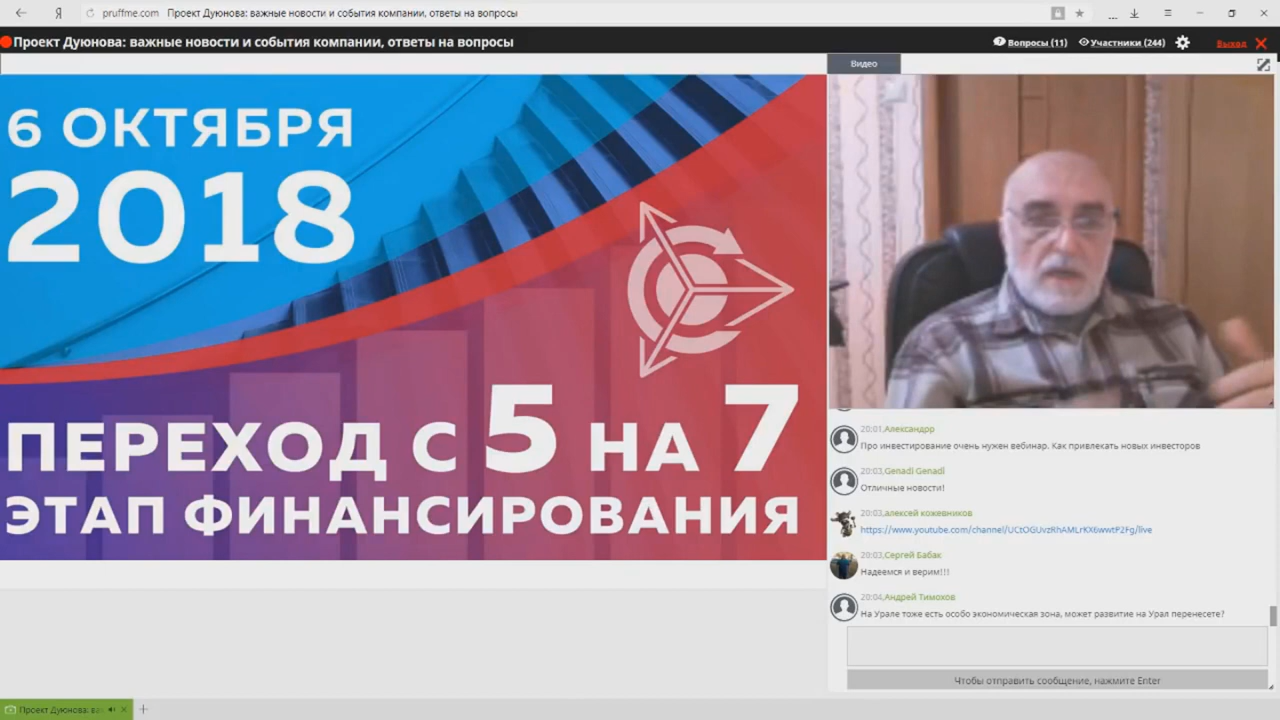 pruffme.com Проект Дуюнова: важные новости и события компании, ответы на вопросы
Проект Дуюнова: важные новости и события компании, ответы на вопросы
Вопросы (11) Участники (244) Выход
Видео
6 ОКТЯБРЯ
2018
ПЕРЕХОД С 5 НА 7
ЭТАП ФИНАНСИРОВАНИЯ
20:01,Александрр
Про инвестирование очень нужен вебинар. Как привлекать новых инвесторов
20:03,Genadi Genadi
Отличные новости!
20:03,алексей кожевников
https://www.youtube.com/channel/UCtOGUvzRhAMLrKX6wwtP2Fg/live
20:03,Сергей Бабак
Надеемся и верим!!!
20:04,Андрей Тимохов
На Урале тоже есть особо экономическая зона, может развитие на Урал перенесете?
Чтобы отправить сообщение, нажмите Enter
Проект Дуюнова: ва